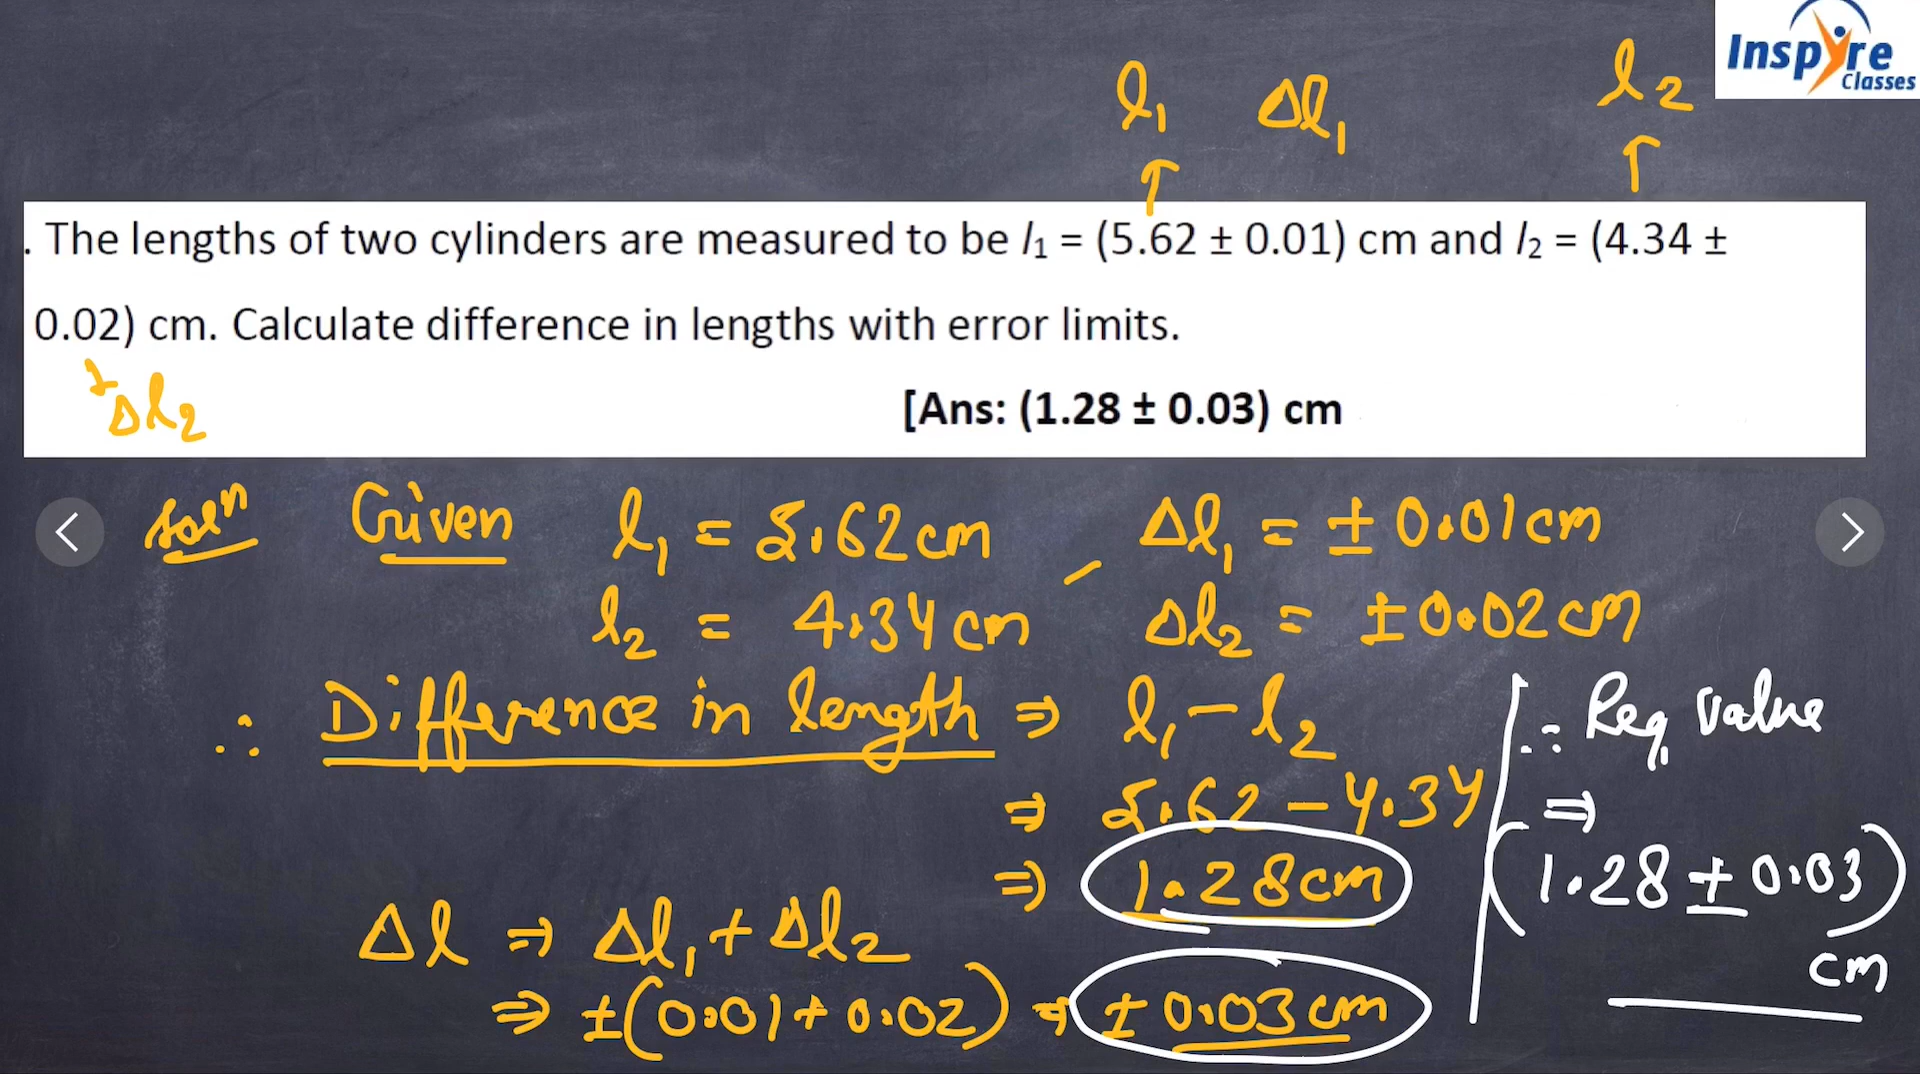 Inspire
Classes
l₁ Δl₁ l₂
↑ ↑
. The lengths of two cylinders are measured to be l₁ = (5.62 ± 0.01) cm and l₂ = (4.34 ±
0.02) cm. Calculate difference in lengths with error limits.
± Δl₂
[Ans: (1.28 ± 0.03) cm
Soln Given l₁ = 5.62 cm Δl₁ = ± 0.01 cm
l₂ = 4.34 cm Δl₂ = ± 0.02 cm
∴ Difference in length ⇒ l₁ - l₂
⇒ 5.62 - 4.34
⇒ 1.28 cm
Δl ⇒ Δl₁ + Δl₂
⇒ ±(0.01 + 0.02) ⇒ ± 0.03 cm
∴ Req. value
⇒
(1.28 ± 0.03)
cm